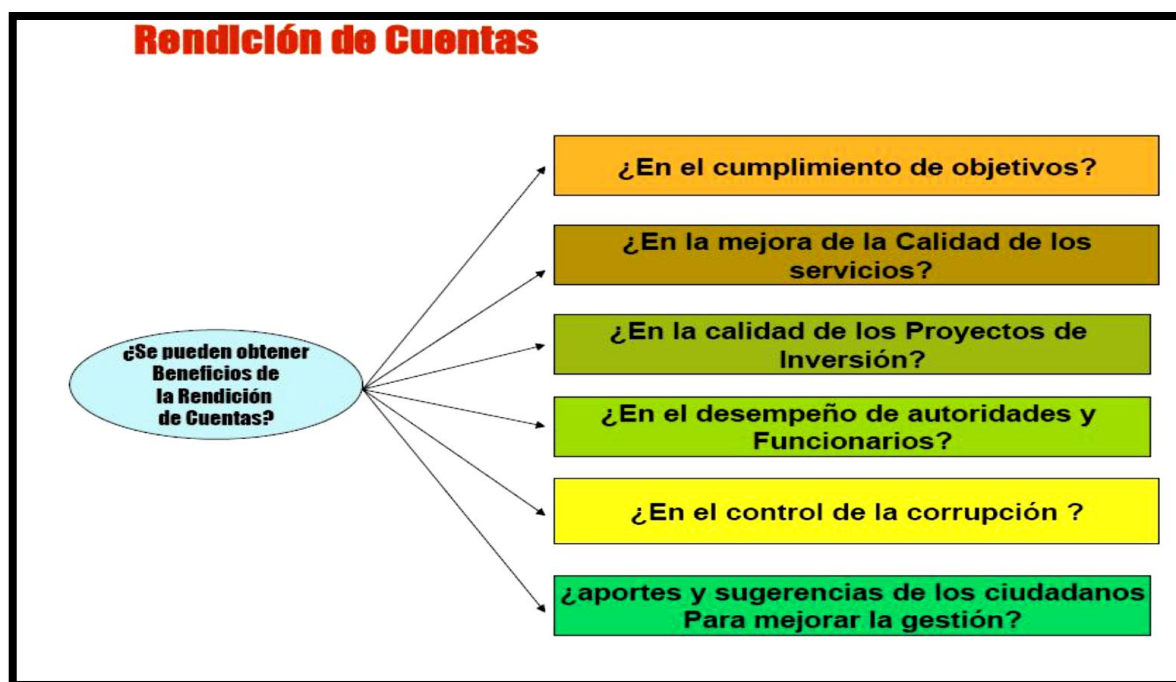 Rendición de Cuentas
¿En el cumplimiento de objetivos?
¿En la mejora de la Calidad de los
servicios?
¿Se pueden obtener
Beneficios de
la Rendición
de Cuentas?
¿En la calidad de los Proyectos de
Inversión?
¿En el desempeño de autoridades y
Funcionarios?
¿En el control de la corrupción ?
¿aportes y sugerencias de los ciudadanos
Para mejorar la gestión?